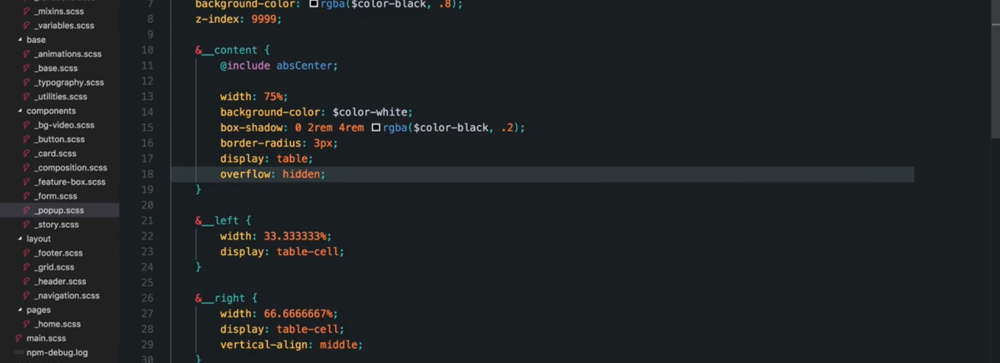 _mixins.scss
_variables.scss
base
_animations.scss
_base.scss
_typography.scss
_utilities.scss
components
_bg-video.scss
_button.scss
_card.scss
_composition.scss
_feature-box.scss
_form.scss
_popup.scss
_story.scss
layout
_footer.scss
_grid.scss
_header.scss
_navigation.scss
pages
_home.scss
main.scss
npm-debug.log
7 background-color: rgba($color-black, .8);
8 z-index: 9999;
9
10 &__content {
11 @include absCenter;
12
13 width: 75%;
14 background-color: $color-white;
15 box-shadow: 0 2rem 4rem rgba($color-black, .2);
16 border-radius: 3px;
17 display: table;
18 overflow: hidden;
19 }
20
21 &__left {
22 width: 33.333333%;
23 display: table-cell;
24 }
25
26 &__right {
27 width: 66.6666667%;
28 display: table-cell;
29 vertical-align: middle;
30 }